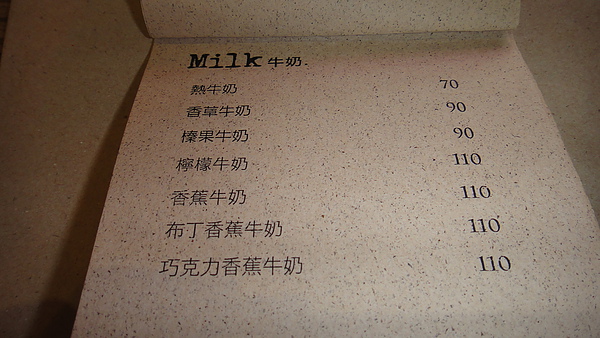 Milk 牛奶.
熱牛奶 70
香草牛奶 90
榛果牛奶 90
檸檬牛奶 110
香蕉牛奶 110
布丁香蕉牛奶 110
巧克力香蕉牛奶 110